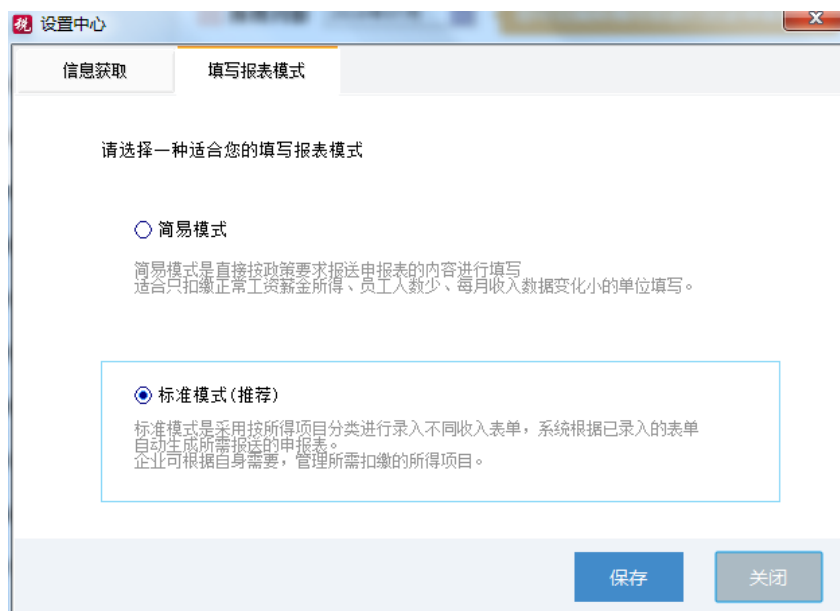 税 设置中心
信息获取 填写报表模式
请选择一种适合您的填写报表模式
简易模式
简易模式是直接按政策要求报送申报表的内容进行填写
适合只扣缴正常工资薪金所得、员工人数少、每月收入数据变化小的单位填写。
标准模式(推荐)
标准模式是采用按所得项目分类进行录入不同收入表单，系统根据已录入的表单
自动生成所需报送的申报表。
企业可根据自身需要，管理所需扣缴的所得项目。
保存 关闭